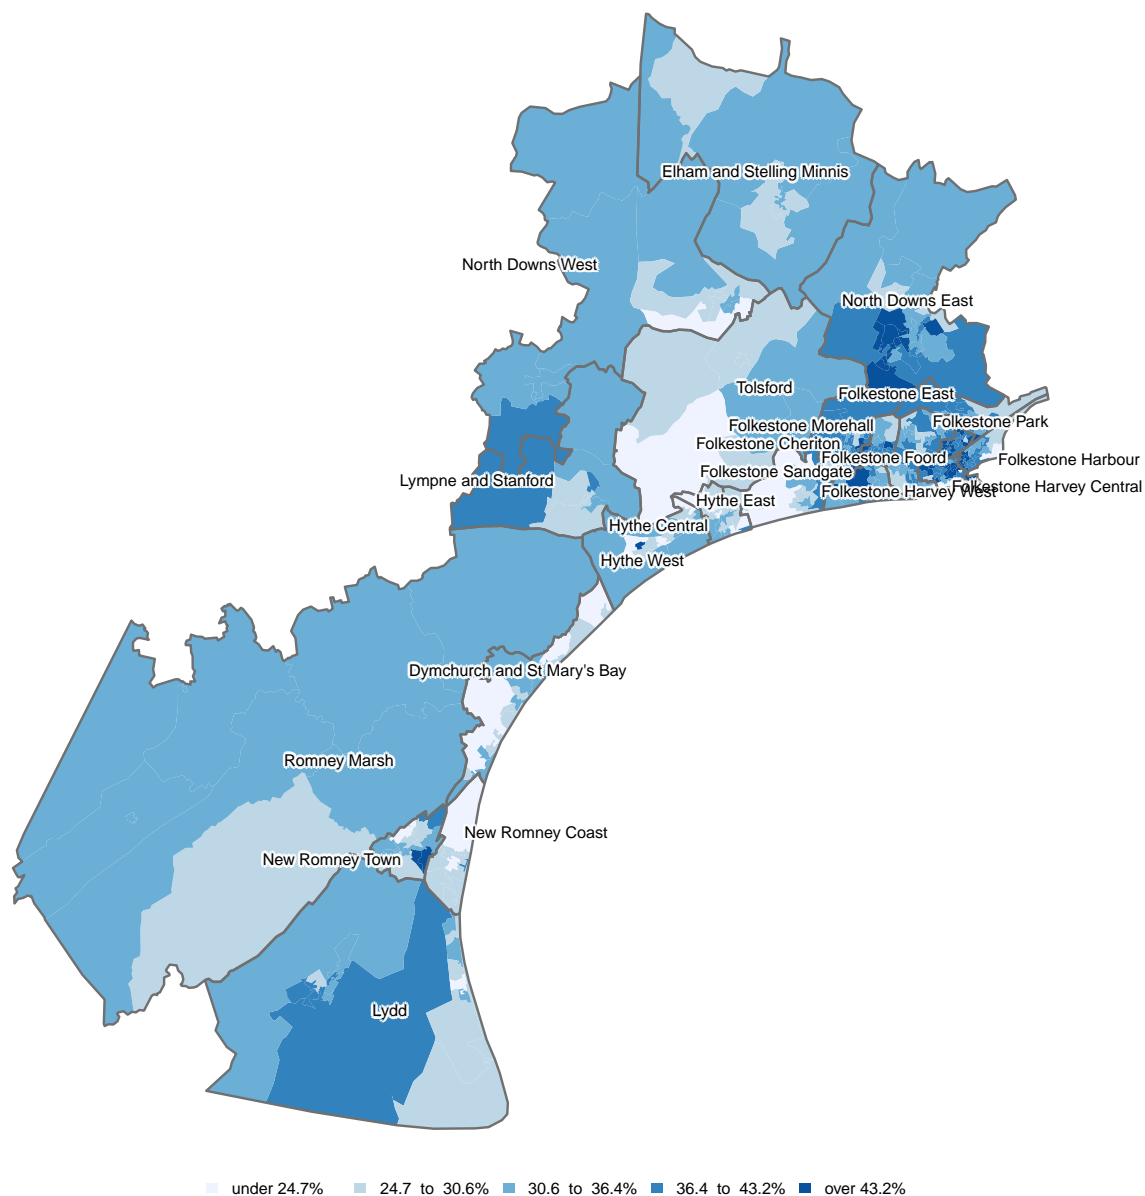 Elham and Stelling Minnis
North Downs West
North Downs East
Tolsford
Folkestone East
Folkestone Park
Folkestone Morehall
Folkestone Cheriton
Folkestone Foord
Folkestone Harbour
Folkestone Sandgate
Lympne and Stanford
Folkestone Harvey Central
Folkestone Harvey West
Hythe East
Hythe Central
Hythe West
Dymchurch and St Mary's Bay
Romney Marsh
New Romney Coast
New Romney Town
Lydd
under 24.7% 24.7 to 30.6% 30.6 to 36.4% 36.4 to 43.2% over 43.2%